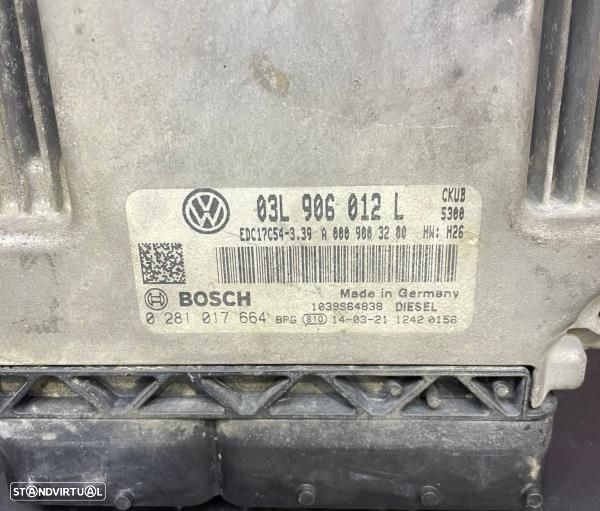 03L 906 012 L
CKUB
5300
EDC17C54-3.39 A 000 900 32 00 HW: H26
BOSCH
Made in Germany
1039S64838 DIESEL
0 281 017 664 BPG B10 14-03-21 1242 0156
STANDVIRTUAL